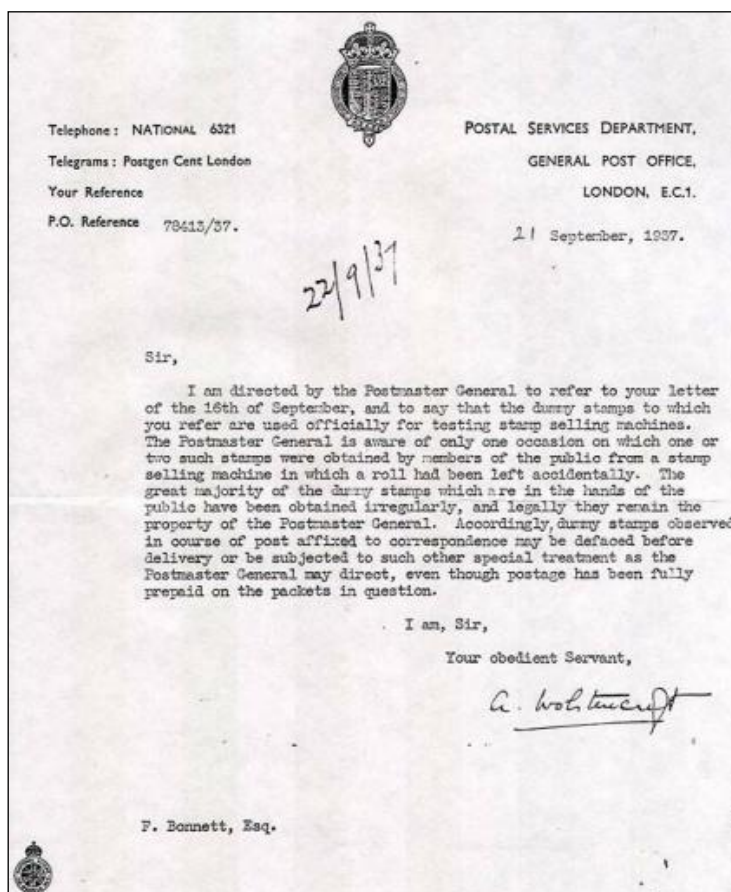 Telephone: NATIONAL 6321
Telegrams: Postgen Cent London
Your Reference
P.O. Reference 78413/37.
POSTAL SERVICES DEPARTMENT,
GENERAL POST OFFICE,
LONDON, E.C.1.
21 September, 1937.
22/9/37
Sir,
I am directed by the Postmaster General to refer to your letter
of the 16th of September, and to say that the dummy stamps to which
you refer are used officially for testing stamp selling machines.
The Postmaster General is aware of only one occasion on which one or
two such stamps were obtained by members of the public from a stamp
selling machine in which a roll had been left accidentally. The
great majority of the dummy stamps which are in the hands of the
public have been obtained irregularly, and legally they remain the
property of the Postmaster General. Accordingly, dummy stamps observed
in course of post affixed to correspondence may be defaced before
delivery or be subjected to such other special treatment as the
Postmaster General may direct, even though postage has been fully
prepaid on the packets in question.
I am, Sir,
Your obedient Servant,
A. Wolstencroft
F. Bonnett, Esq.